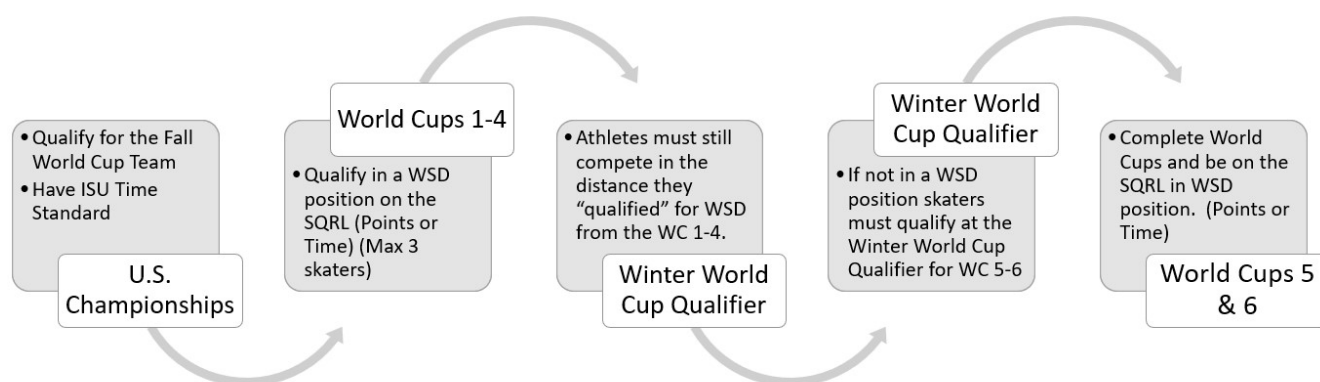 • Qualify for the Fall
World Cup Team
• Have ISU Time
Standard
U.S.
Championships
World Cups 1-4
• Qualify in a WSD
position on the
SQRL (Points or
Time) (Max 3
skaters)
• Athletes must still
compete in the
distance they
“qualified” for WSD
from the WC 1-4.
Winter World
Cup Qualifier
Winter World
Cup Qualifier
• If not in a WSD
position skaters
must qualify at the
Winter World Cup
Qualifier for WC 5-6
• Complete World
Cups and be on the
SQRL in WSD
position. (Points or
Time)
World Cups 5
& 6